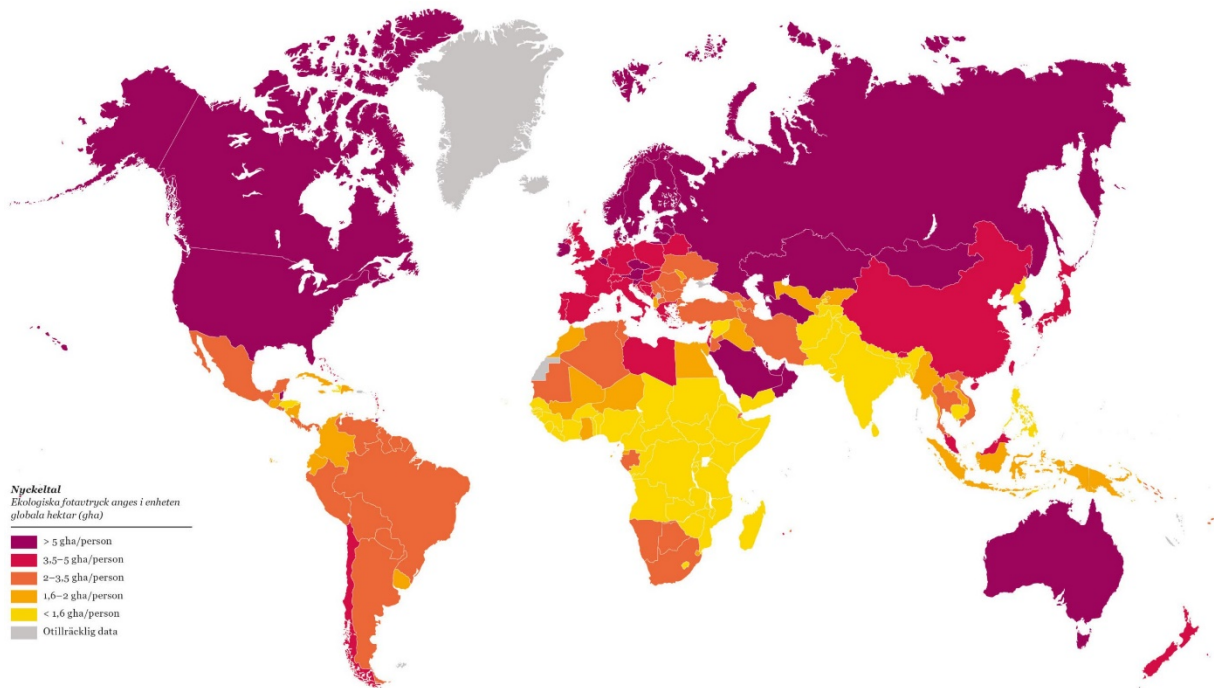 Nyckeltal
Ekologiska fotavtryck anges i enheten
globala hektar (gha)
> 5 gha/person
3,5–5 gha/person
2–3,5 gha/person
1,6–2 gha/person
< 1,6 gha/person
Otillräcklig data